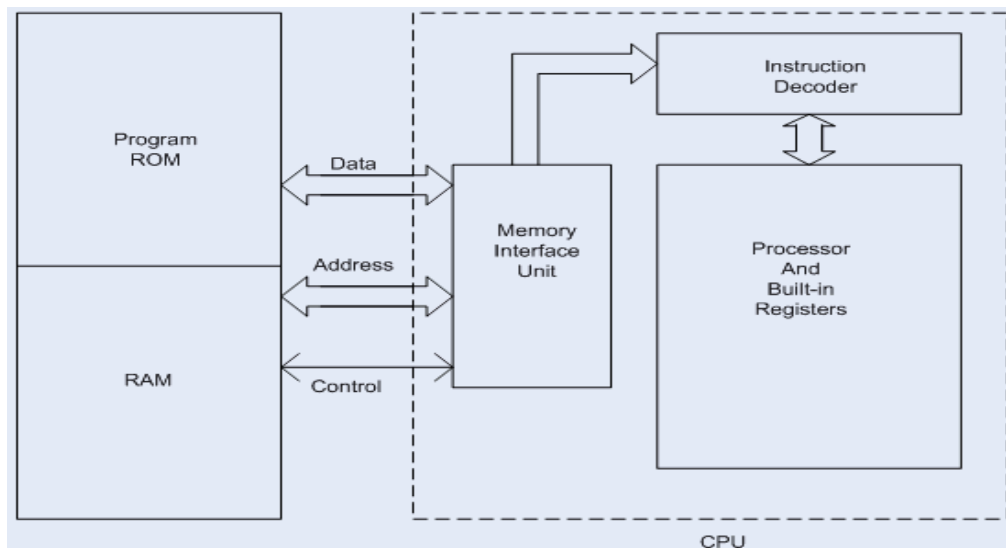 Program
ROM
RAM
Data
Address
Control
Memory
Interface
Unit
Instruction
Decoder
Processor
And
Built-in
Registers
CPU